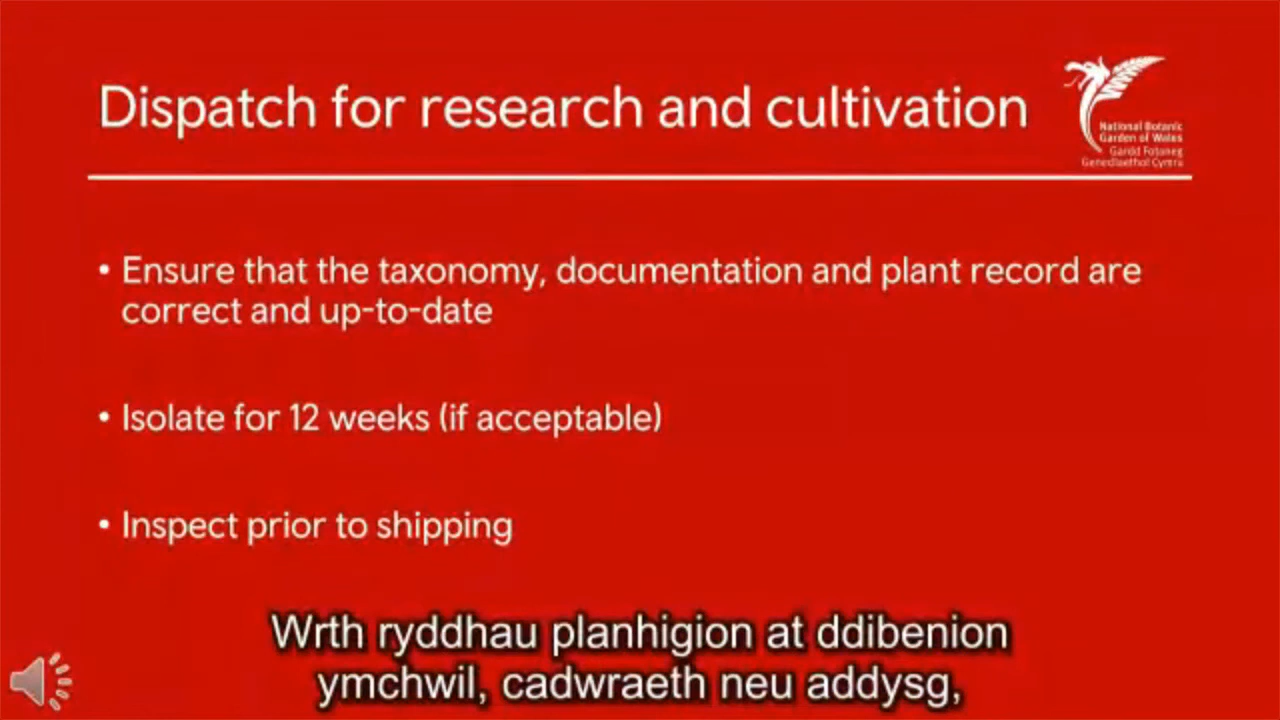 Dispatch for research and cultivation
National Botanic
Garden of Wales
Gardd Fotaneg
Genedlaethol Cymru
• Ensure that the taxonomy, documentation and plant record are
correct and up-to-date
• Isolate for 12 weeks (if acceptable)
• Inspect prior to shipping
Wrth ryddhau planhigion at ddibenion
ymchwil, cadwraeth neu addysg,